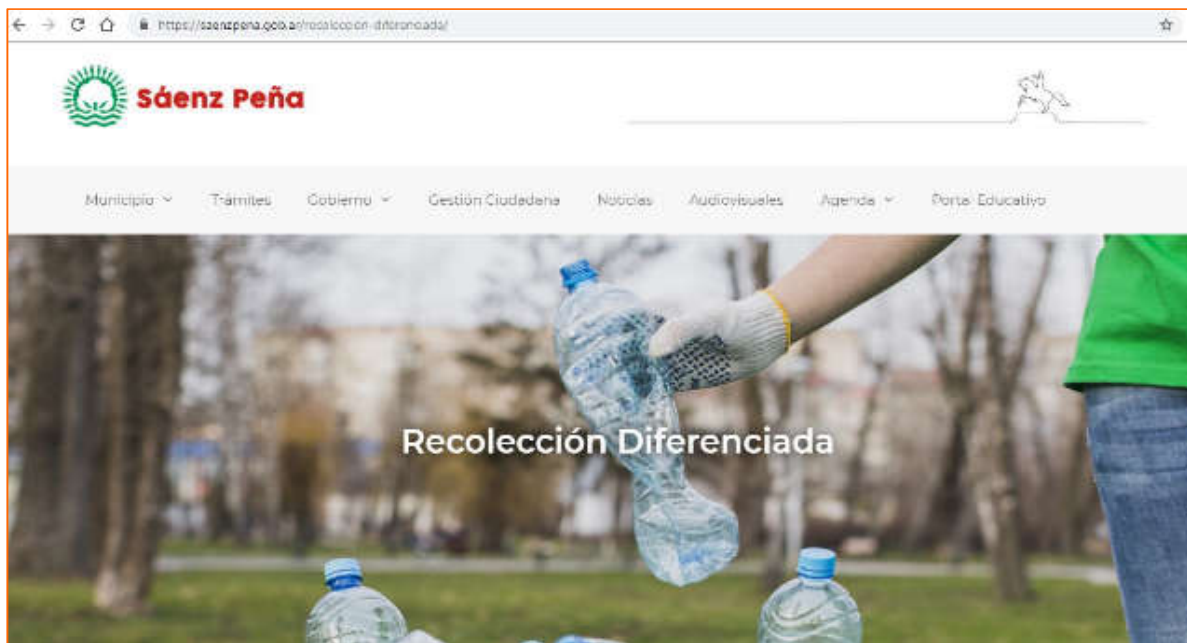 https://saenzpena.gob.ar/recoleccion-diferenciada/
Sáenz Peña
Municipio Trámites Gobierno Gestión Ciudadana Noticias Audiovisuales Agenda Portal Educativo
Recolección Diferenciada